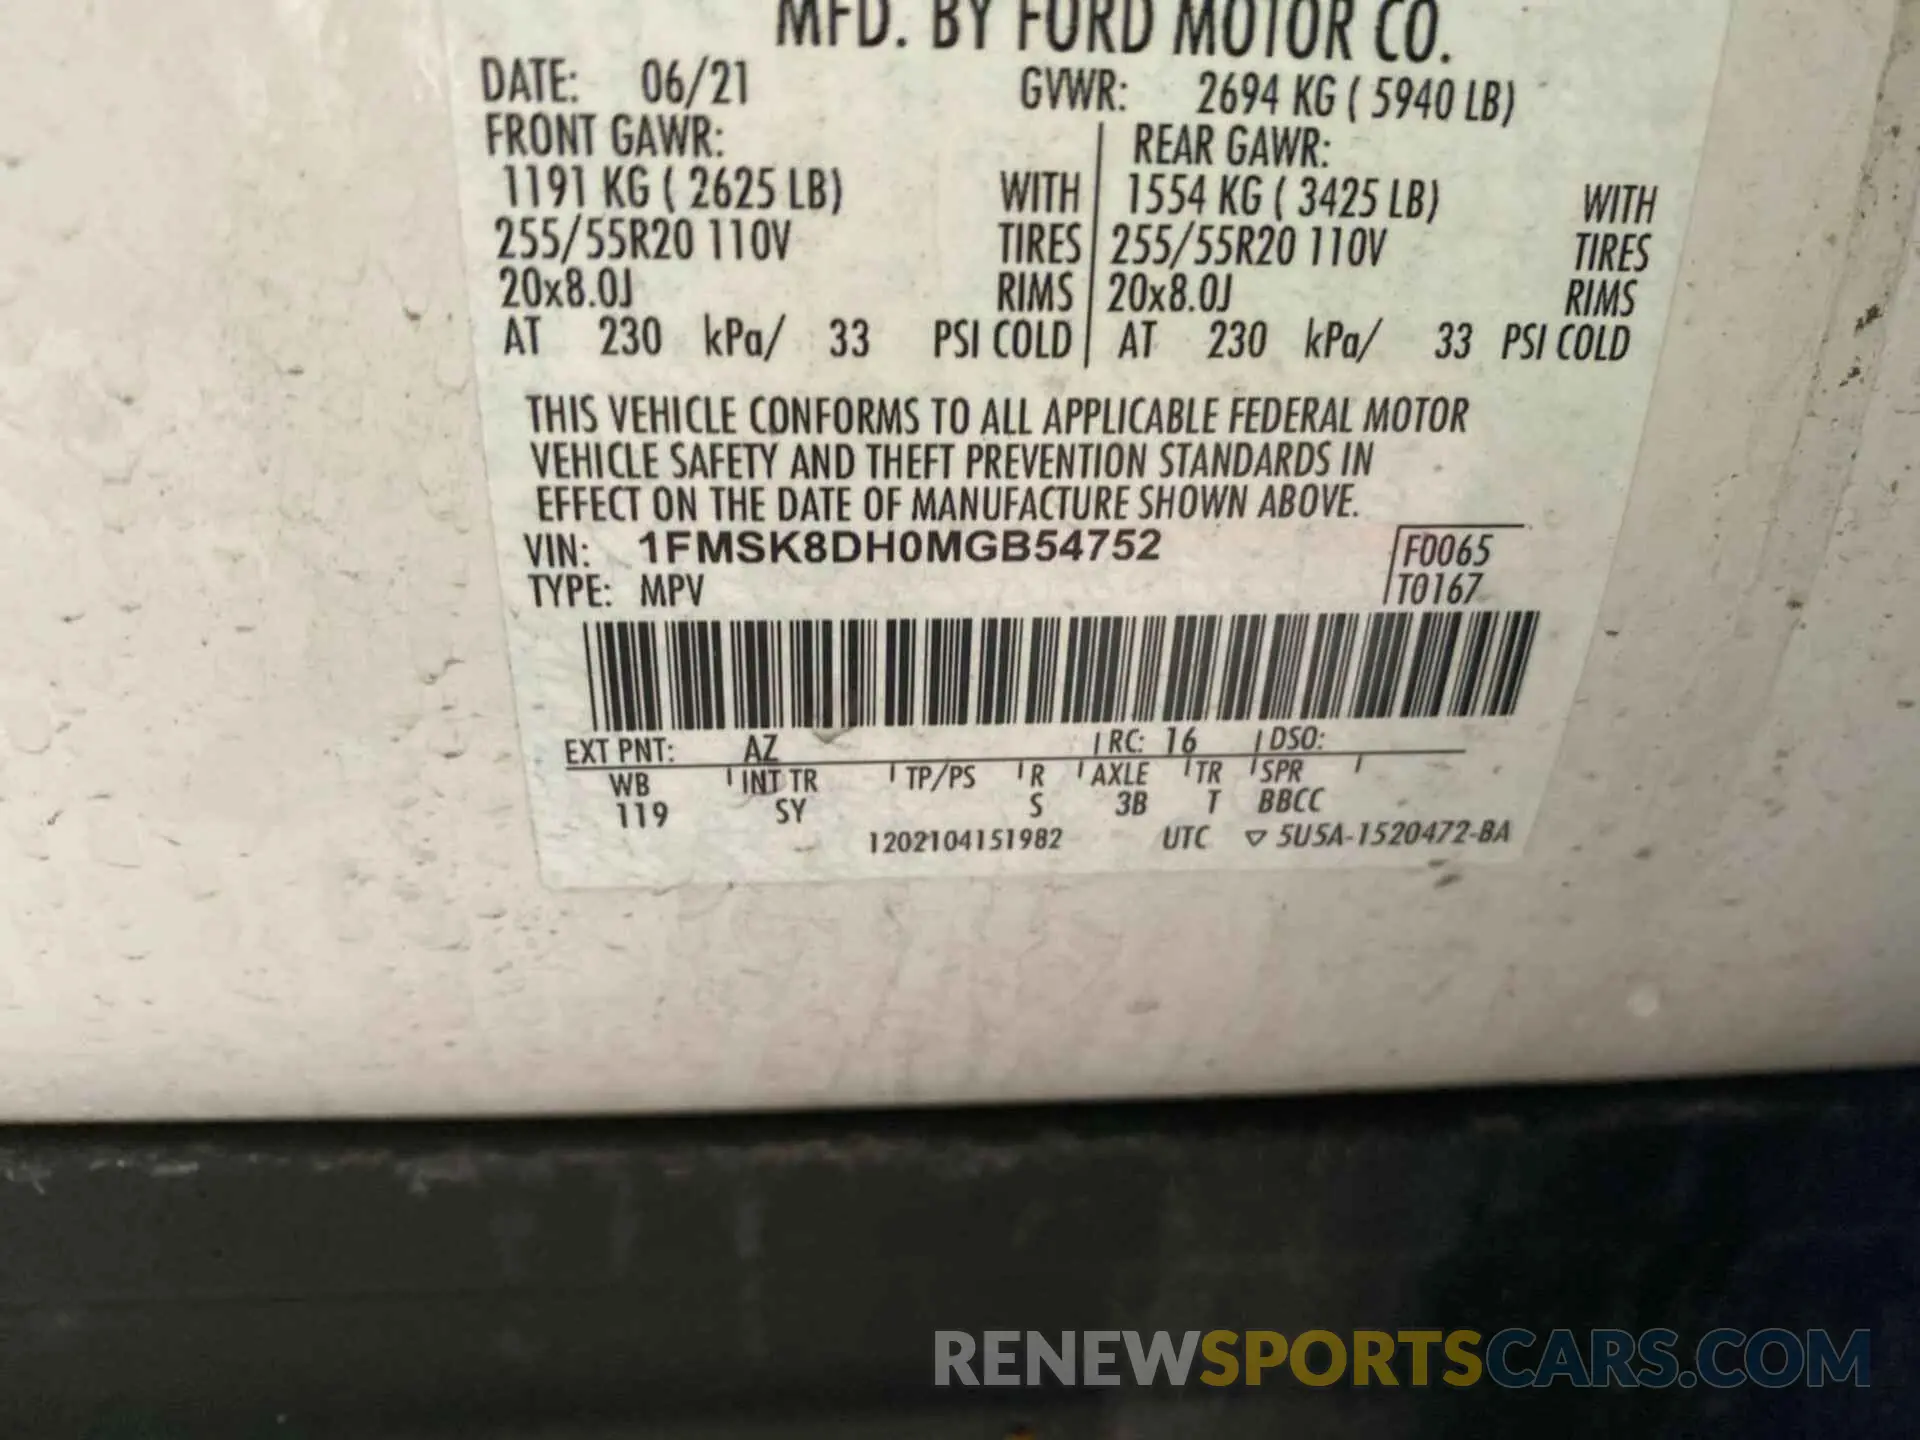 MFD. BY FORD MOTOR CO.
DATE: 06/21 GVWR: 2694 KG ( 5940 LB)
FRONT GAWR: REAR GAWR:
1191 KG ( 2625 LB) WITH 1554 KG ( 3425 LB) WITH
255/55R20 110V TIRES 255/55R20 110V TIRES
20x8.0J RIMS 20x8.0J RIMS
AT 230 kPa/ 33 PSI COLD AT 230 kPa/ 33 PSI COLD
THIS VEHICLE CONFORMS TO ALL APPLICABLE FEDERAL MOTOR
VEHICLE SAFETY AND THEFT PREVENTION STANDARDS IN
EFFECT ON THE DATE OF MANUFACTURE SHOWN ABOVE.
VIN: 1FMSK8DH0MGB54752 F0065
TYPE: MPV T0167
EXT PNT: AZ RC: 16 DSO:
WB INT TR TP/PS R AXLE TR SPR
119 SY S 3B T BBCC
1202104151982 UTC ▽ 5U5A-1520472-BA
RENEWSPORTSCARS.COM